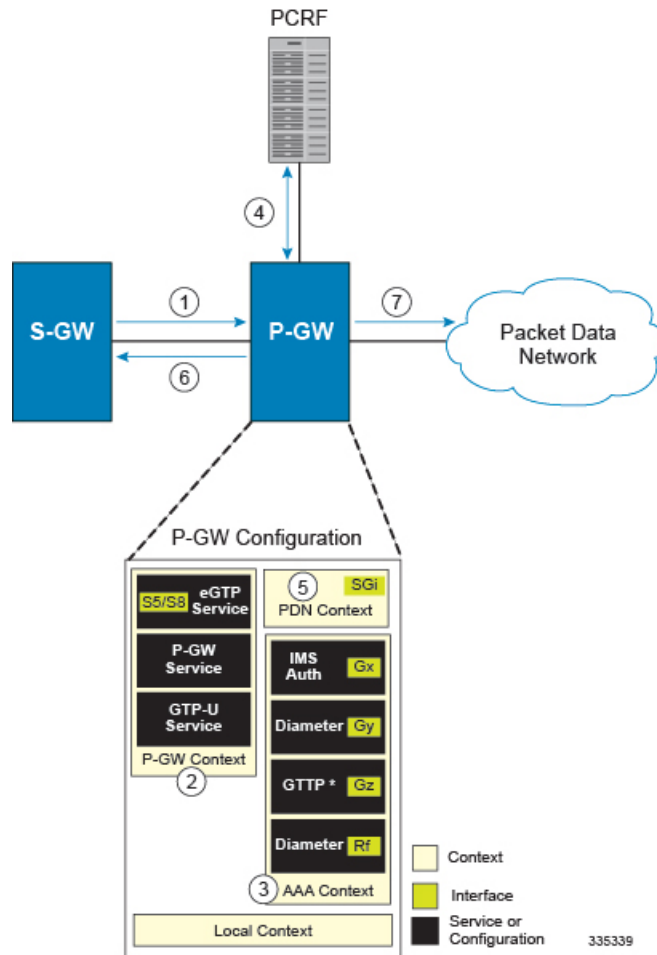 PCRF
4
S-GW
1
P-GW
7
6
Packet Data
Network
P-GW Configuration
S5/S8 eGTP
Service
P-GW
Service
GTP-U
Service
P-GW Context
2
5
SGi
PDN Context
IMS
Auth
Gx
Diameter Gy
GTTP * Gz
Diameter Rf
3
AAA Context
Local Context
Context
Interface
Service or
Configuration
335339